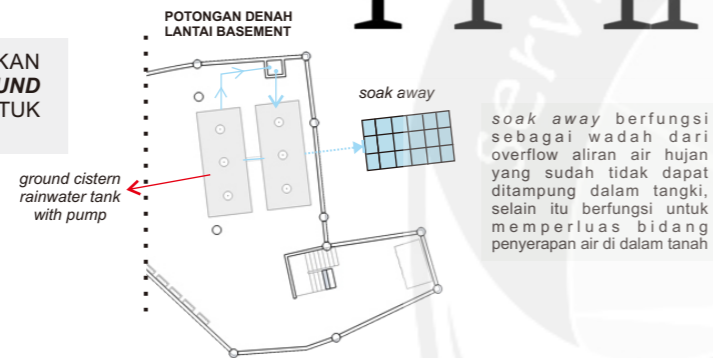 POTONGAN DENAH
LANTAI BASEMENT
KAN
UND
TUK
soak away
ground cistern
rainwater tank
with pump
soak away berfungsi
sebagai wadah dari
overflow aliran air hujan
yang sudah tidak dapat
ditampung dalam tangki,
selain itu berfungsi untuk
memperluas bidang
penyerapan air di dalam tanah